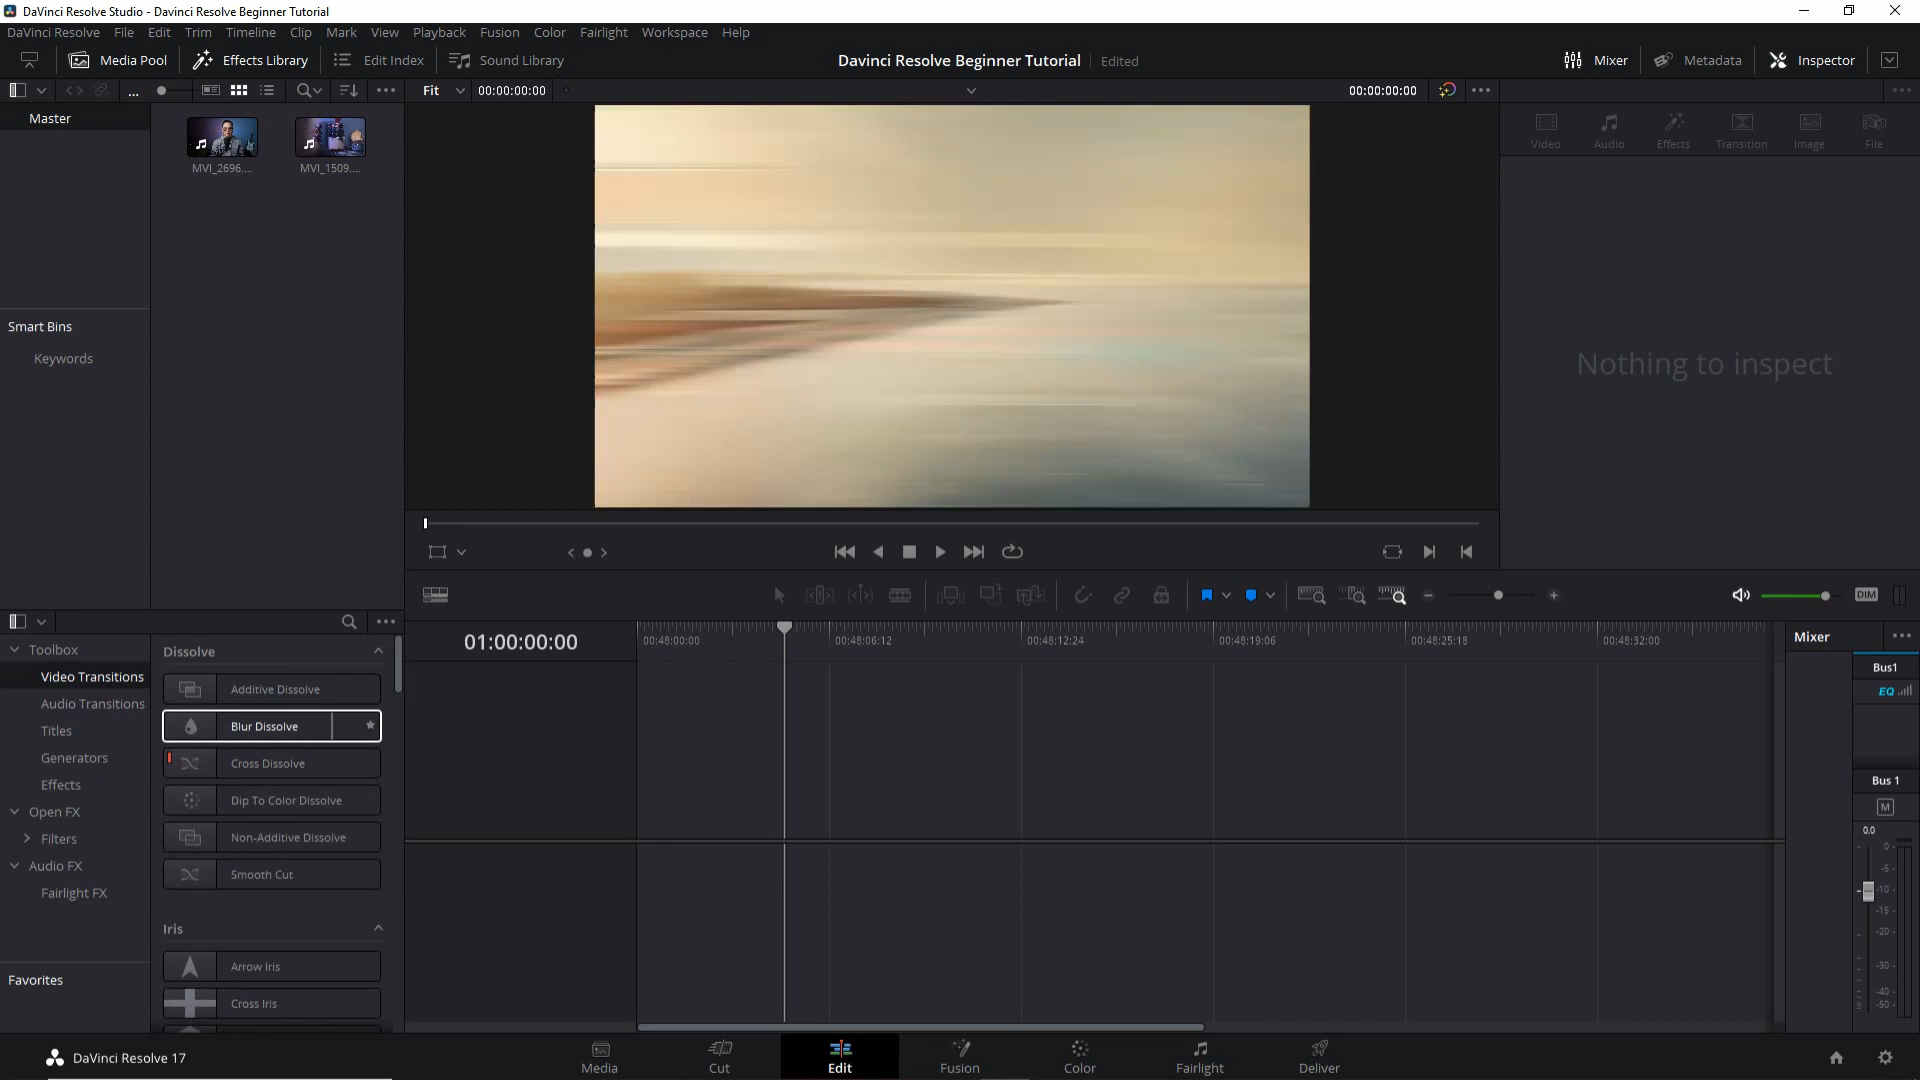 DaVinci Resolve Studio - Davinci Resolve Beginner Tutorial
DaVinci Resolve File Edit Trim Timeline Clip Mark View Playback Fusion Color Fairlight Workspace Help
Media Pool Effects Library Edit Index Sound Library Davinci Resolve Beginner Tutorial Edited Mixer Metadata Inspector
... Fit 00:00:00:00 00:00:00:00
Master
MVI_2696.... MVI_1509....
Video Audio Effects Transition Image File
Smart Bins
Keywords
Nothing to inspect
DIM
01:00:00:00
00:48:00:00 00:48:06:12 00:48:12:24 00:48:19:06 00:48:25:18 00:48:32:00
Mixer
Bus1
EQ
Bus 1
M
0.0
0
-5
-10
-15
-20
-30
-40
-50
Toolbox
Video Transitions
Audio Transitions
Titles
Generators
Effects
Open FX
Filters
Audio FX
Fairlight FX
Favorites
Dissolve
Additive Dissolve
Blur Dissolve
Cross Dissolve
Dip To Color Dissolve
Non-Additive Dissolve
Smooth Cut
Iris
Arrow Iris
Cross Iris
DaVinci Resolve 17
Media Cut Edit Fusion Color Fairlight Deliver